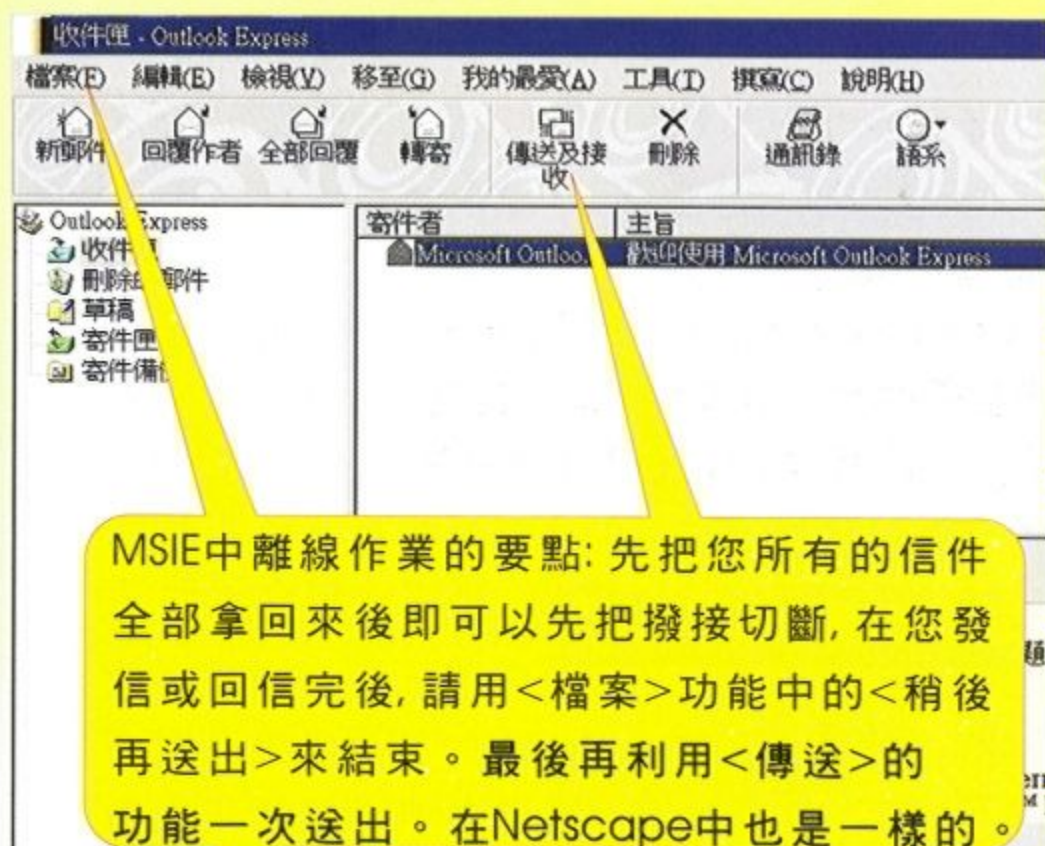 收件匣 - Outlook Express
檔案(F) 編輯(E) 檢視(V) 移至(G) 我的最愛(A) 工具(T) 撰寫(C) 說明(H)
新郵件 回覆作者 全部回覆 轉寄 傳送及接收 刪除 通訊錄 語系
Outlook Express
寄件者 主旨
收件
Microsoft Outloo... 歡迎使用 Microsoft Outlook Express
刪除的郵件
草稿
寄件匣
寄件備
MSIE中離線作業的要點: 先把您所有的信件
全部拿回來後即可以先把撥接切斷, 在您發
信或回信完後, 請用<檔案>功能中的<稍後
再送出>來結束。最後再利用<傳送>的
功能一次送出。在Netscape中也是一樣的。